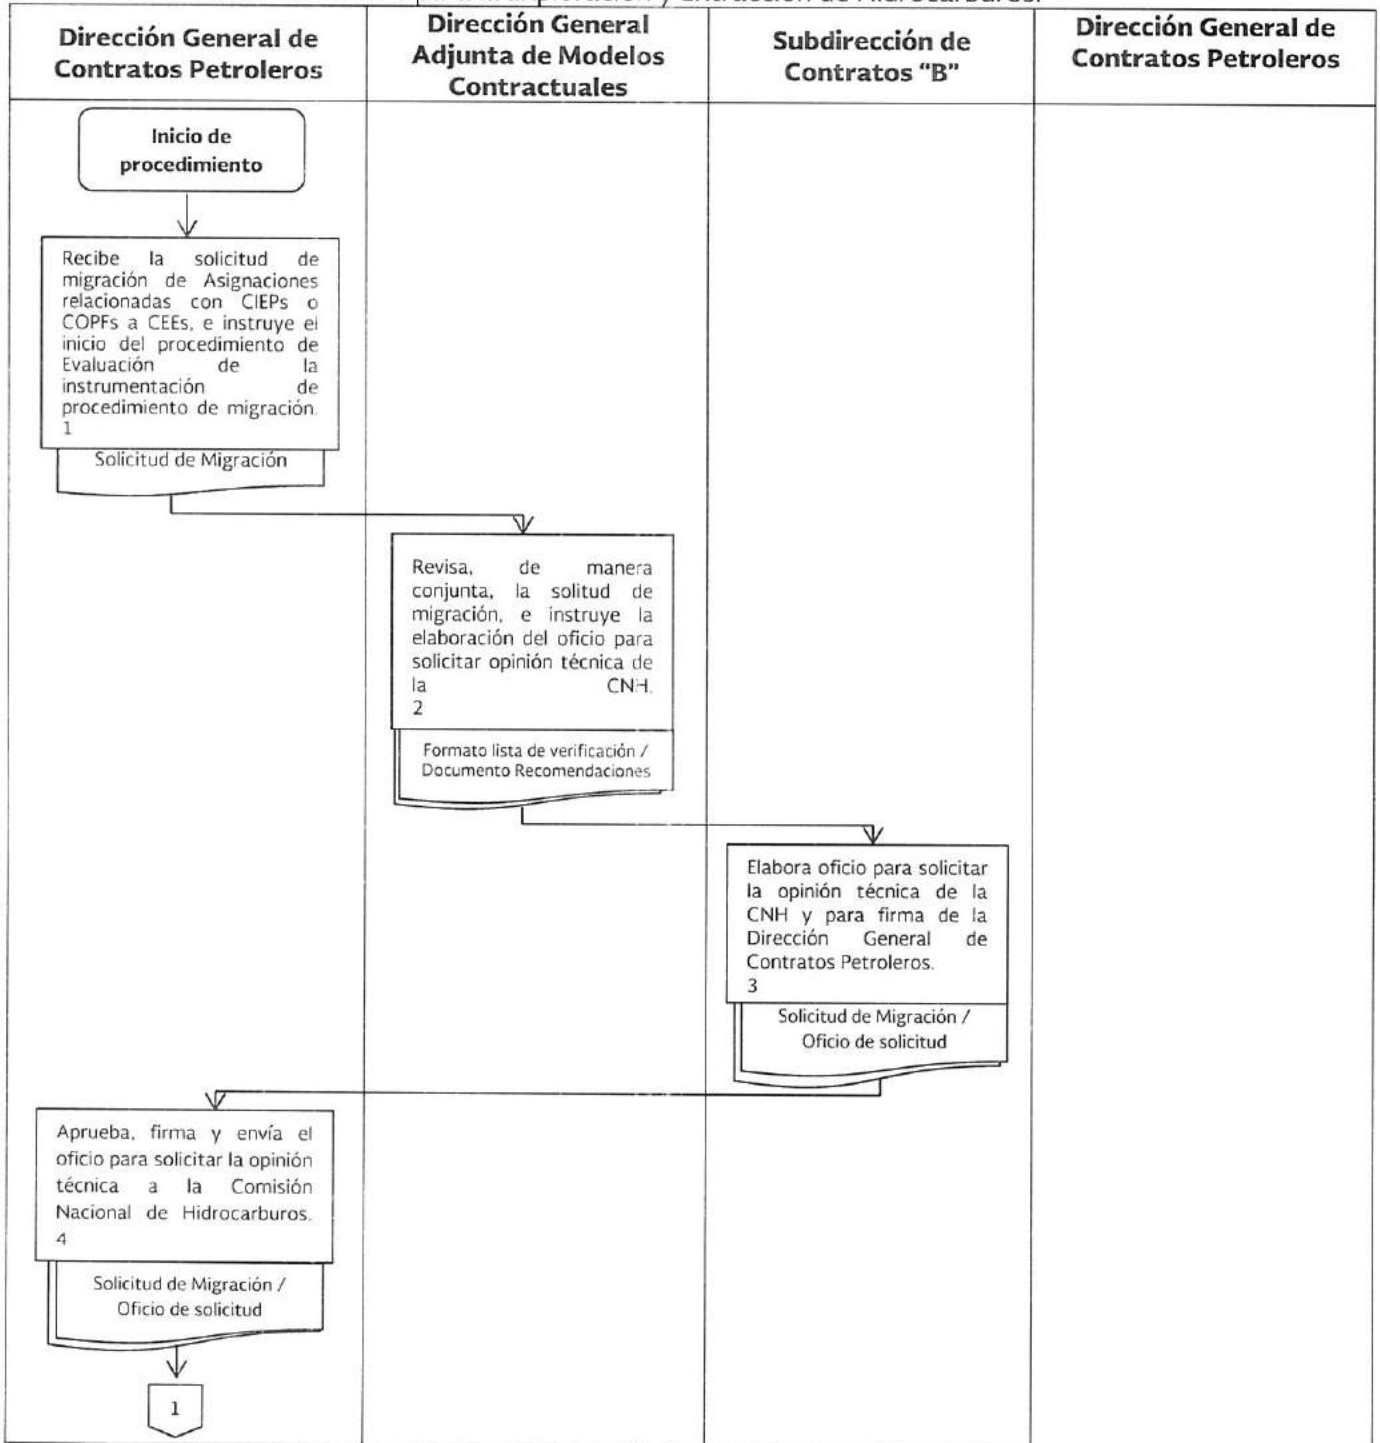 para la Exploración y Extracción de Hidrocarburos.
Dirección General de
Contratos Petroleros
Dirección General
Adjunta de Modelos
Contractuales
Subdirección de
Contratos "B"
Dirección General de
Contratos Petroleros
Inicio de
procedimiento
Recibe la solicitud de
migración de Asignaciones
relacionadas con CIEPs o
COPFs a CEEs, e instruye el
inicio del procedimiento de
Evaluación de la
instrumentación de
procedimiento de migración.
1
Solicitud de Migración
Revisa, de manera
conjunta, la solitud de
migración, e instruye la
elaboración del oficio para
solicitar opinión técnica de
la CNH.
2
Formato lista de verificación /
Documento Recomendaciones
Elabora oficio para solicitar
la opinión técnica de la
CNH y para firma de la
Dirección General de
Contratos Petroleros.
3
Solicitud de Migración /
Oficio de solicitud
Aprueba, firma y envía el
oficio para solicitar la opinión
técnica a la Comisión
Nacional de Hidrocarburos.
4
Solicitud de Migración /
Oficio de solicitud
1